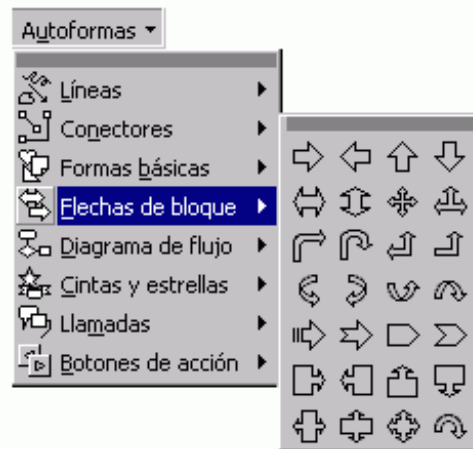 Autoformas
Líneas
Conectores
Formas básicas
Flechas de bloque
Diagrama de flujo
Cintas y estrellas
Llamadas
Botones de acción